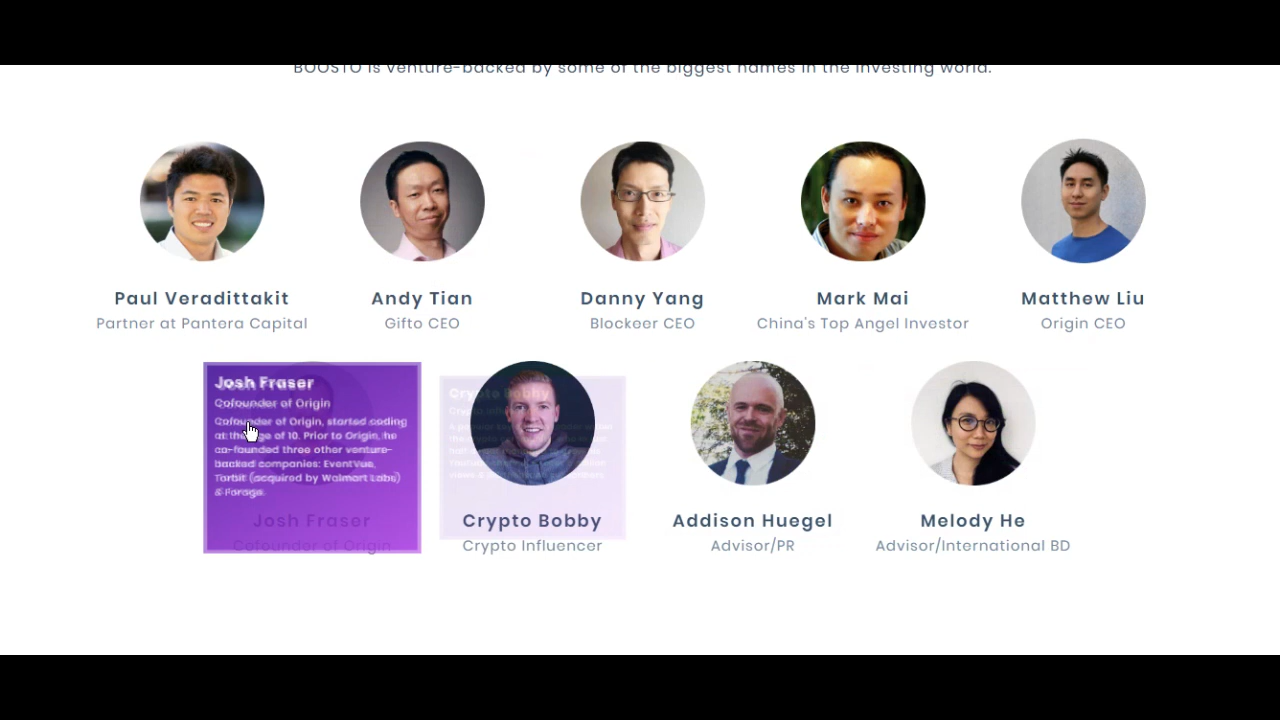 BOOSTO is venture-backed by some of the biggest names in the investing world.
Paul Veradittakit
Partner at Pantera Capital
Andy Tian
Gifto CEO
Danny Yang
Blockeer CEO
Mark Mai
China's Top Angel Investor
Matthew Liu
Origin CEO
Josh Fraser
Cofounder of Origin
Cofounder of Origin, started coding
at the age of 10. Prior to Origin, he
co-founded three other venture-
backed companies: EventVue,
Torbit (acquired by Walmart Labs)
& Forage.
Josh Fraser
Cofounder of Origin
Crypto Bobby
Crypto Bobby
Crypto Influencer
Addison Huegel
Advisor/PR
Melody He
Advisor/International BD